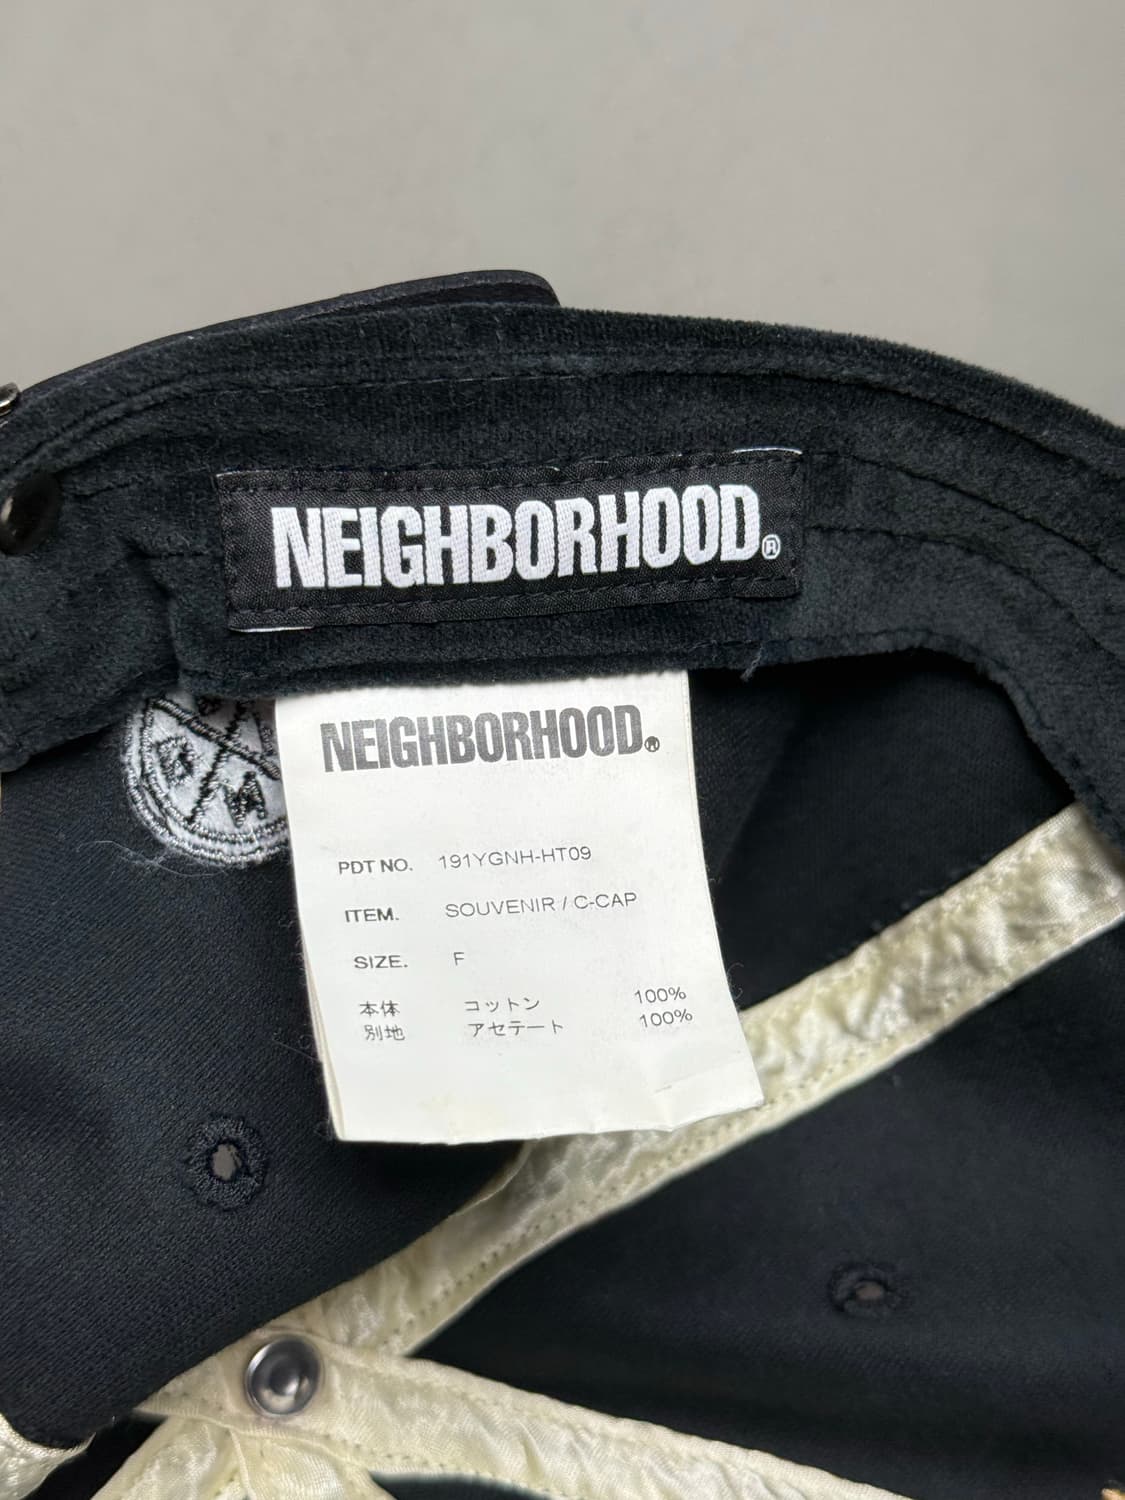 NEIGHBORHOOD®
NEIGHBORHOOD®
PDT NO. 191YGNH-HT09
ITEM. SOUVENIR / C-CAP
SIZE. F
本体 コットン 100%
別地 アセテート 100%